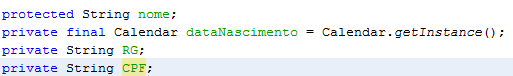 protected String nome;
private final Calendar dataNascimento = Calendar.getInstance();
private String RG;
private String CPF;